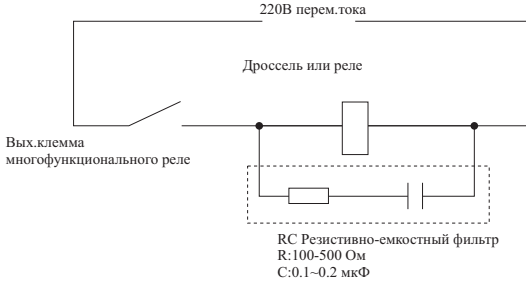 220В перем.тока
Дроссель или реле
Вых.клемма
многофункционального реле
RC Резистивно-емкостный фильтр
R:100-500 Ом
C:0.1~0.2 мкФ